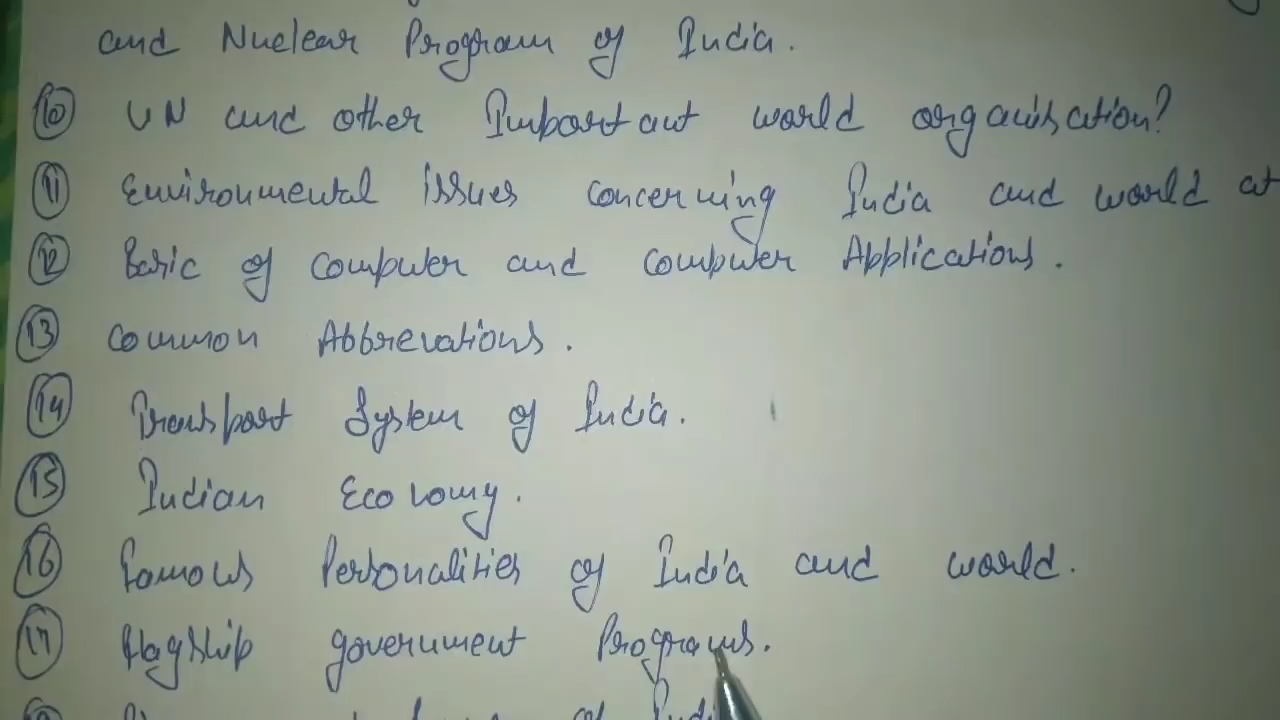 and Nuclear Program of India.
10 UN and other Important world organisation?
11 Environmental issues concerning India and world at
12 Basic of computer and computer Applications.
13 Common Abbrevations.
14 Transport System of India.
15 Indian Economy.
16 Famous Personalities of India and world.
17 Flagship government Programs.
of